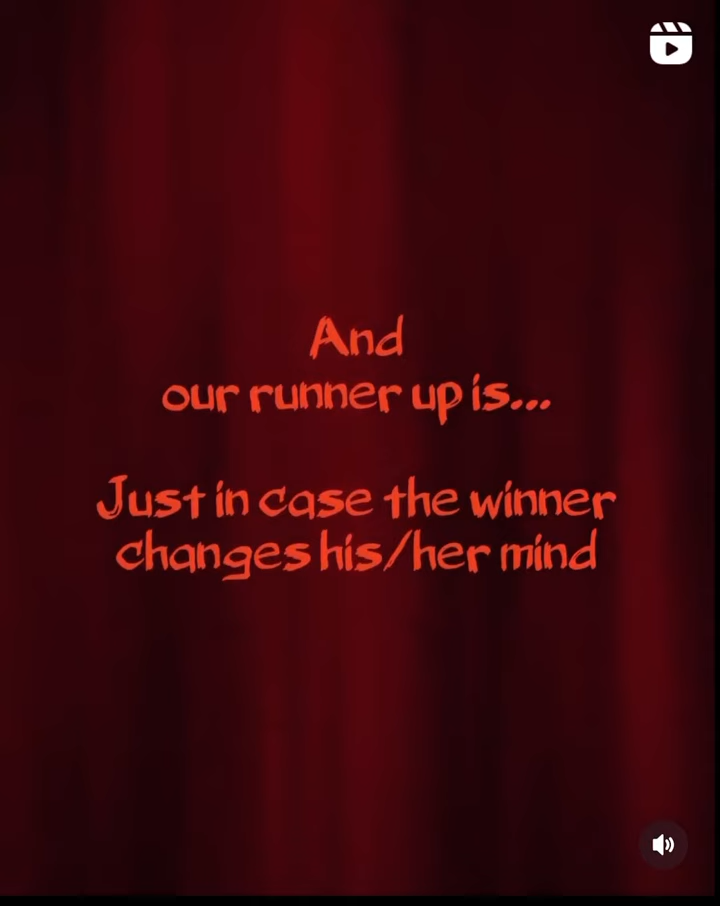 And
our runner up is...
Just in case the winner
changes his/her mind